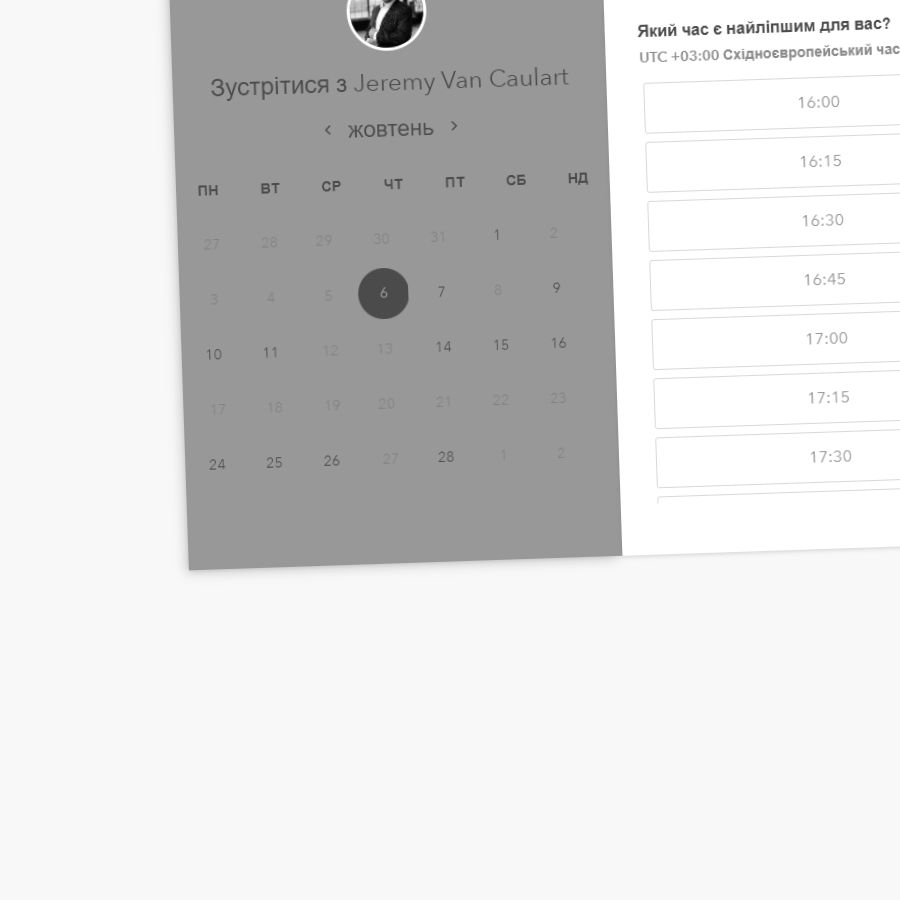 Зустрітися з Jeremy Van Caulart
‹ жовтень ›
ПН ВТ СР ЧТ ПТ СБ НД
27 28 29 30 31 1 2
3 4 5 6 7 8 9
10 11 12 13 14 15 16
17 18 19 20 21 22 23
24 25 26 27 28 1 2
Який час є найліпшим для вас?
UTC +03:00 Східноєвропейський час
16:00
16:15
16:30
16:45
17:00
17:15
17:30